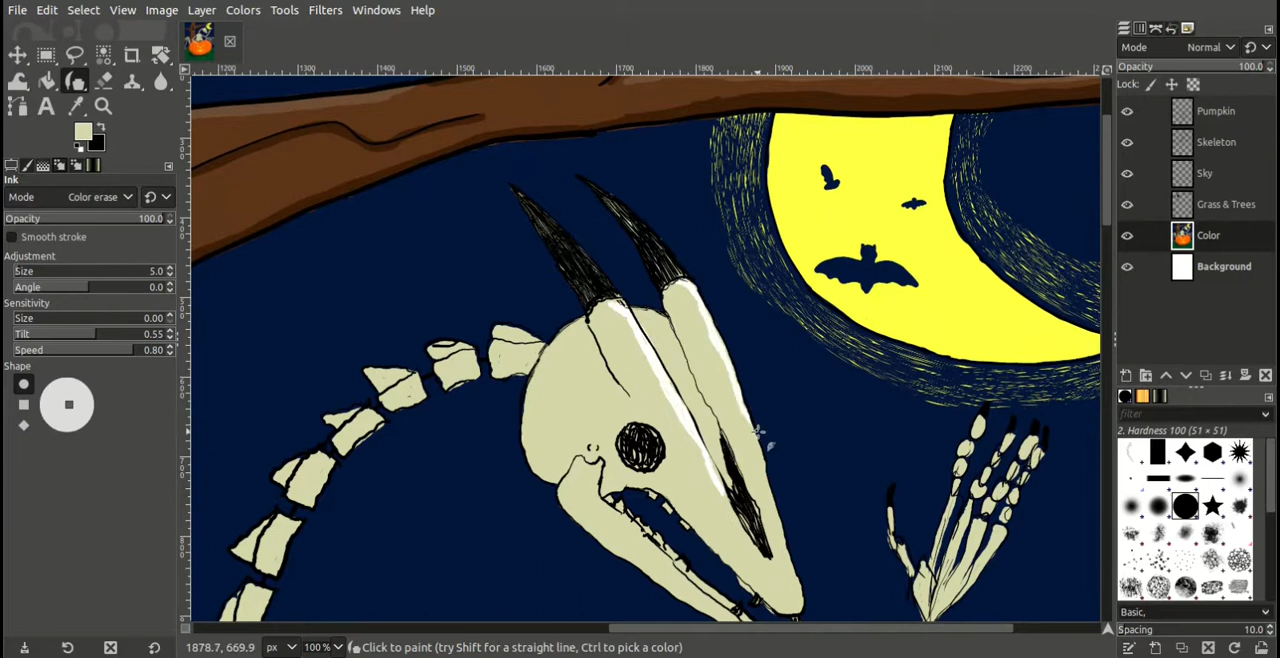 File Edit Select View Image Layer Colors Tools Filters Windows Help
Mode Normal
Opacity 100.0
Lock:
Pumpkin
Skeleton
Sky
Grass & Trees
Color
Background
Ink
Mode Color erase
Opacity 100.0
Smooth stroke
Adjustment
Size 5.0
Angle 0.0
Sensitivity
Size 0.00
Tilt 0.55
Speed 0.80
Shape
1200 1300 1400 1500 1600 1700 1800 1900 2000 2100 2200
filter
2. Hardness 100 (51 × 51)
Basic,
Spacing 10.0
1878.7, 669.9 px 100 % Click to paint (try Shift for a straight line, Ctrl to pick a color)